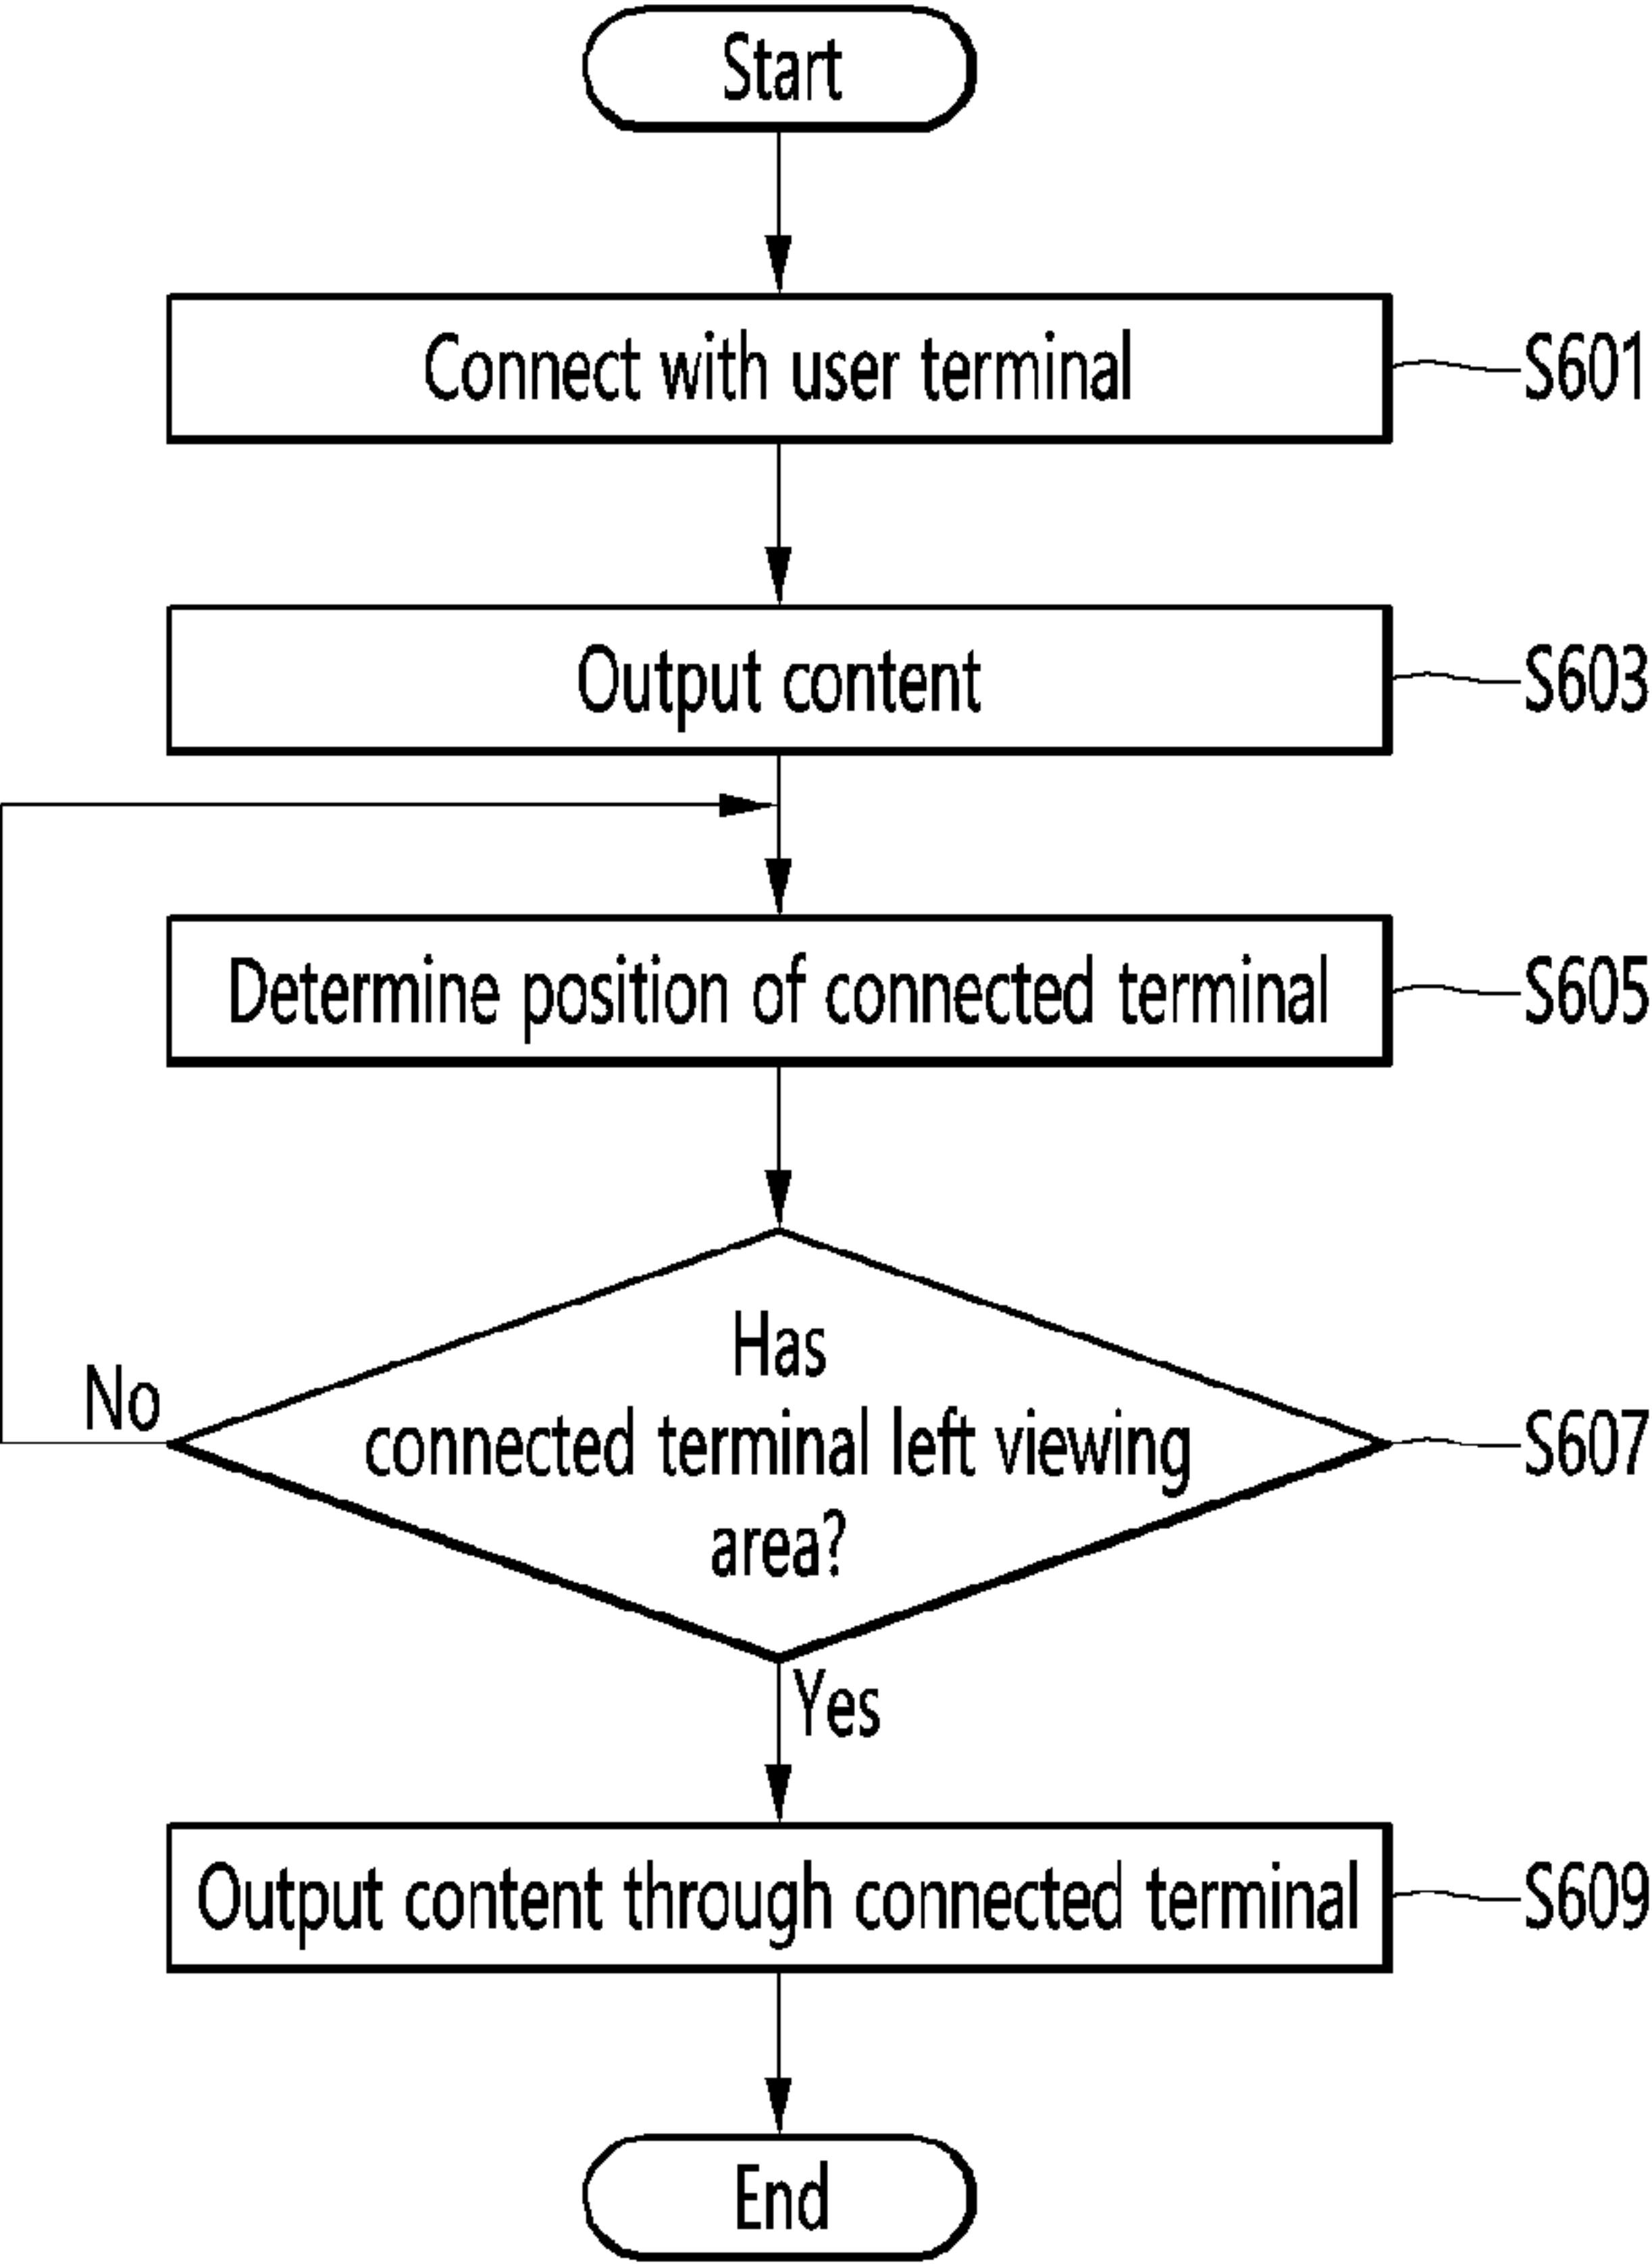 Start
Connect with user terminal
S601
Output content
S603
Determine position of connected terminal
S605
Has
connected terminal left viewing
area?
No
S607
Yes
Output content through connected terminal
S609
End